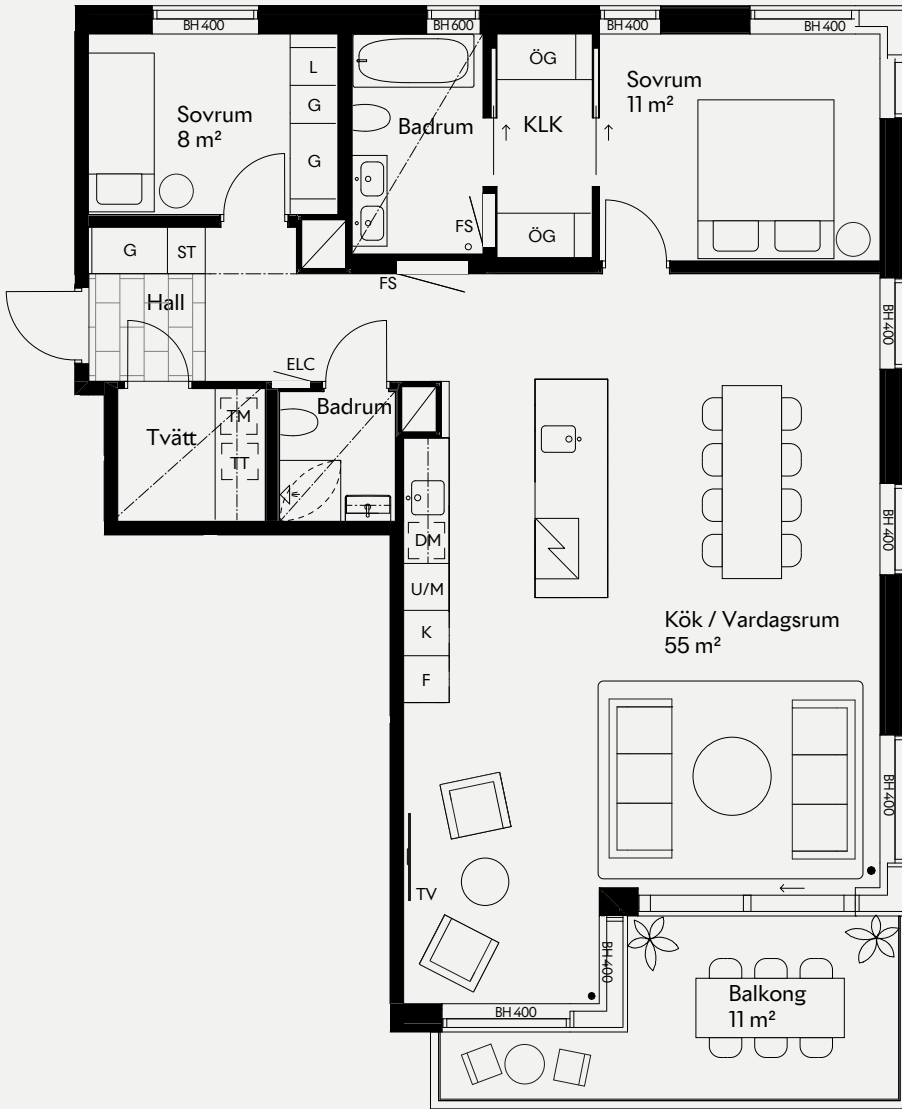 BH 400
BH 600
BH 400
BH 400
L
G
G
Sovrum
8 m²
Badrum
ÖG
KLK
ÖG
FS
Sovrum
11 m²
G
ST
Hall
FS
ELC
Tvätt
TM
TT
Badrum
DM
U/M
K
F
BH 400
BH 400
Kök / Vardagsrum
55 m²
BH 400
TV
BH 400
BH 400
Balkong
11 m²